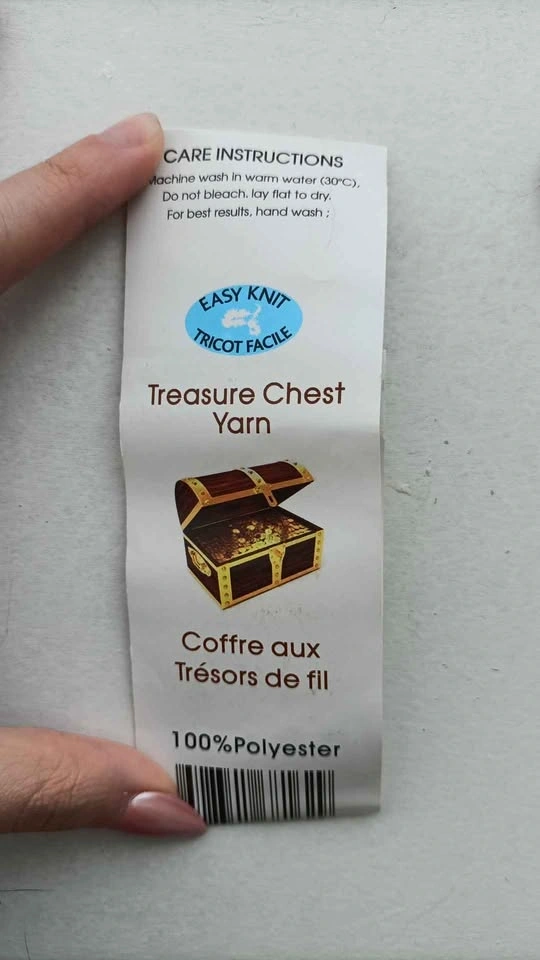 CARE INSTRUCTIONS
Machine wash in warm water (30°C),
Do not bleach. lay flat to dry.
For best results, hand wash ;
EASY KNIT
TRICOT FACILE
Treasure Chest
Yarn
Coffre aux
Trésors de fil
100%Polyester